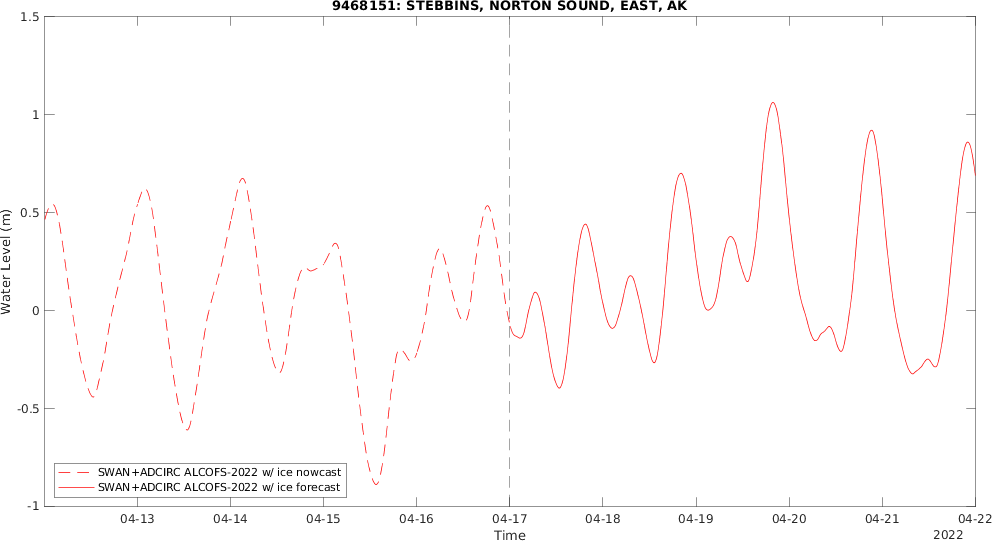 9468151: STEBBINS, NORTON SOUND, EAST, AK
1.5
1
0.5
0
-0.5
-1
Water Level (m)
SWAN+ADCIRC ALCOFS-2022 w/ ice nowcast
SWAN+ADCIRC ALCOFS-2022 w/ ice forecast
04-13 04-14 04-15 04-16 04-17 04-18 04-19 04-20 04-21 04-22
Time
2022